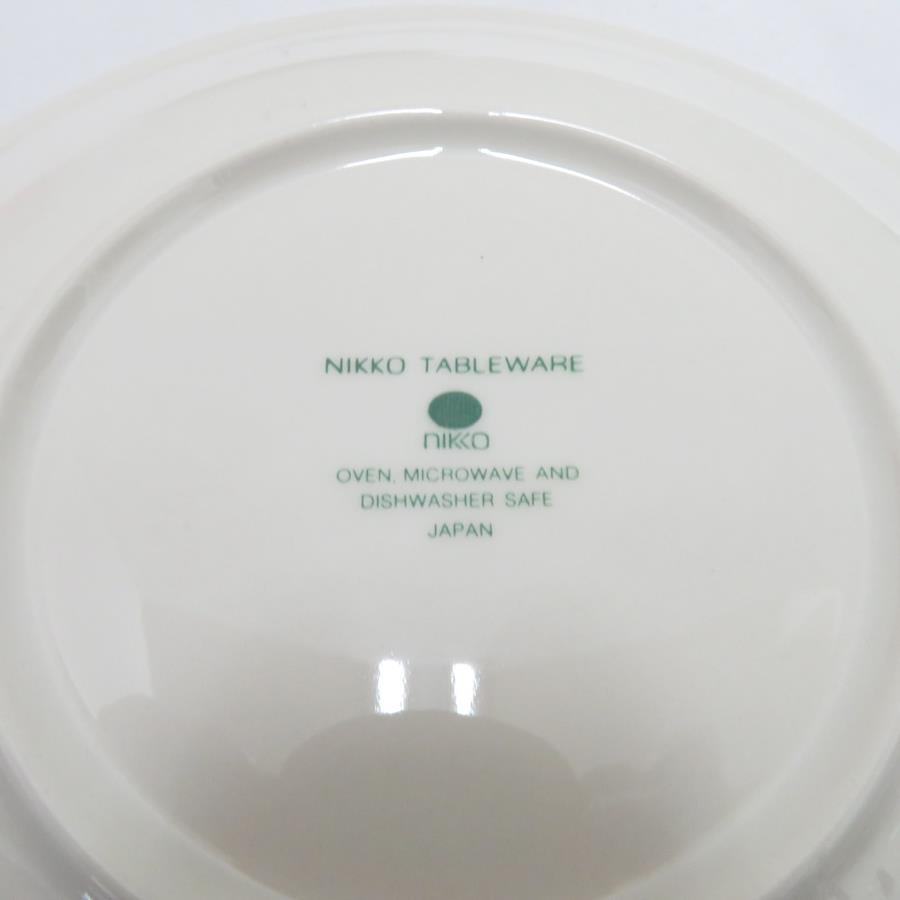 NIKKO TABLEWARE
nikko
OVEN, MICROWAVE AND
DISHWASHER SAFE
JAPAN